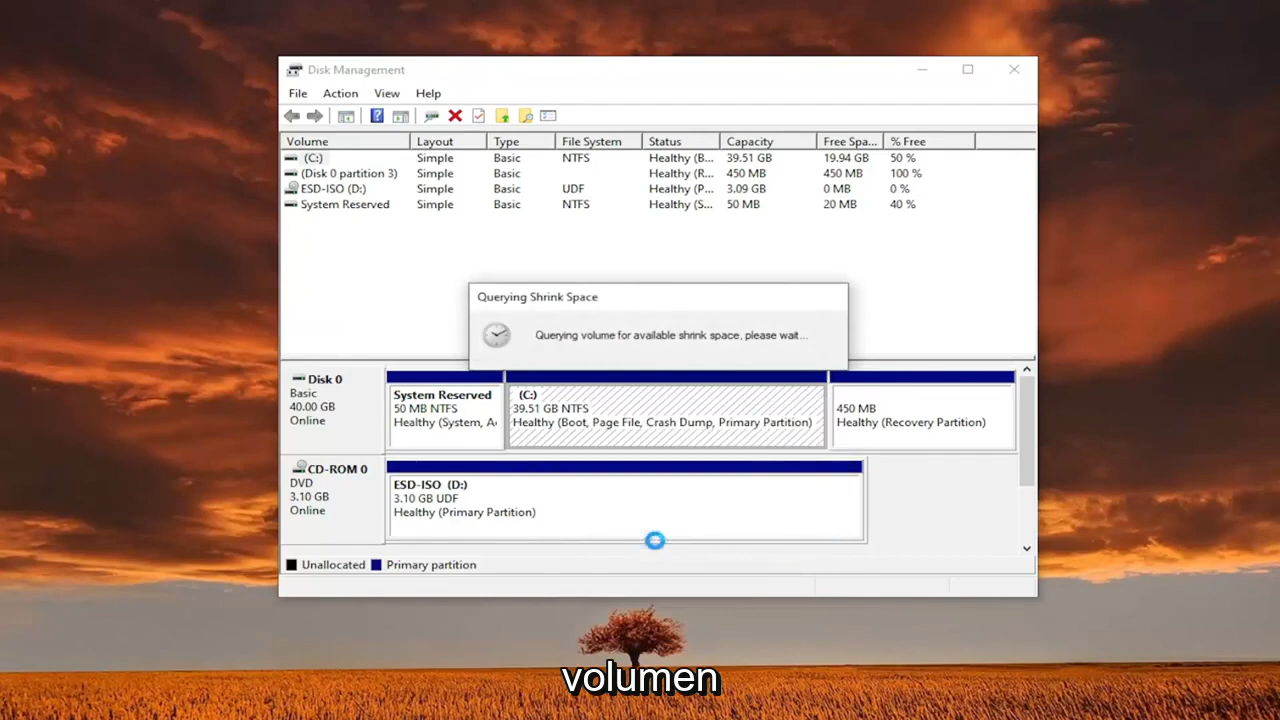 Disk Management
File Action View Help
Volume Layout Type File System Status Capacity Free Spa... % Free
(C:) Simple Basic NTFS Healthy (B... 39.51 GB 19.94 GB 50 %
(Disk 0 partition 3) Simple Basic Healthy (R... 450 MB 450 MB 100 %
ESD-ISO (D:) Simple Basic UDF Healthy (P... 3.09 GB 0 MB 0 %
System Reserved Simple Basic NTFS Healthy (S... 50 MB 20 MB 40 %
Querying Shrink Space
Querying volume for available shrink space, please wait...
Disk 0
Basic
40.00 GB
Online
System Reserved
50 MB NTFS
Healthy (System, A
(C:)
39.51 GB NTFS
Healthy (Boot, Page File, Crash Dump, Primary Partition)
450 MB
Healthy (Recovery Partition)
CD-ROM 0
DVD
3.10 GB
Online
ESD-ISO (D:)
3.10 GB UDF
Healthy (Primary Partition)
Unallocated Primary partition
volumen